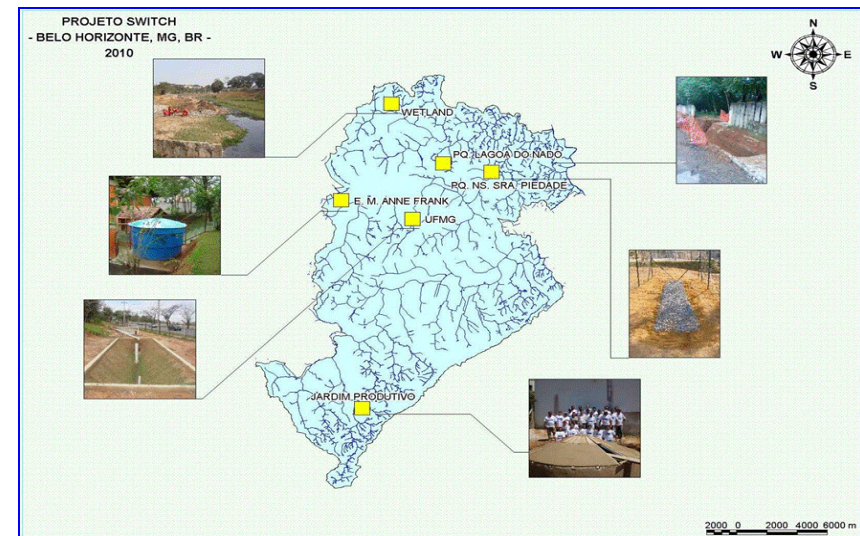 PROJETO SWITCH
- BELO HORIZONTE, MG, BR -
2010
N
W
E
S
WETLAND
PQ. LAGOA DO NADO
PQ. NS. SRA. PIEDADE
E. M. ANNE FRANK
UFMG
JARDIM PRODUTIVO
2000 0 2000 4000 6000 m